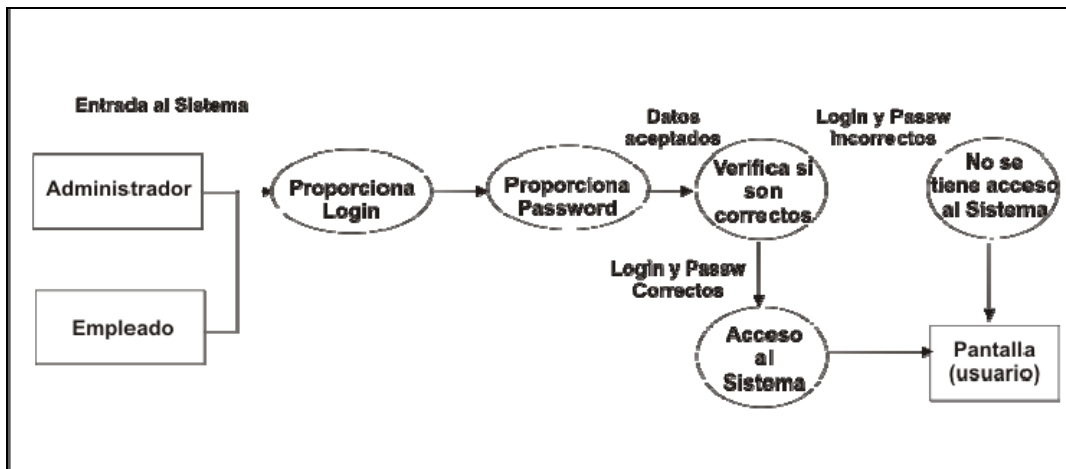 Entrada al Sistema
Administrador
Empleado
Proporciona
Login
Proporciona
Password
Datos
aceptados
Verifica si
son
correctos
Login y Passw
Incorrectos
No se
tiene acceso
al Sistema
Login y Passw
Correctos
Acceso
al
Sistema
Pantalla
(usuario)